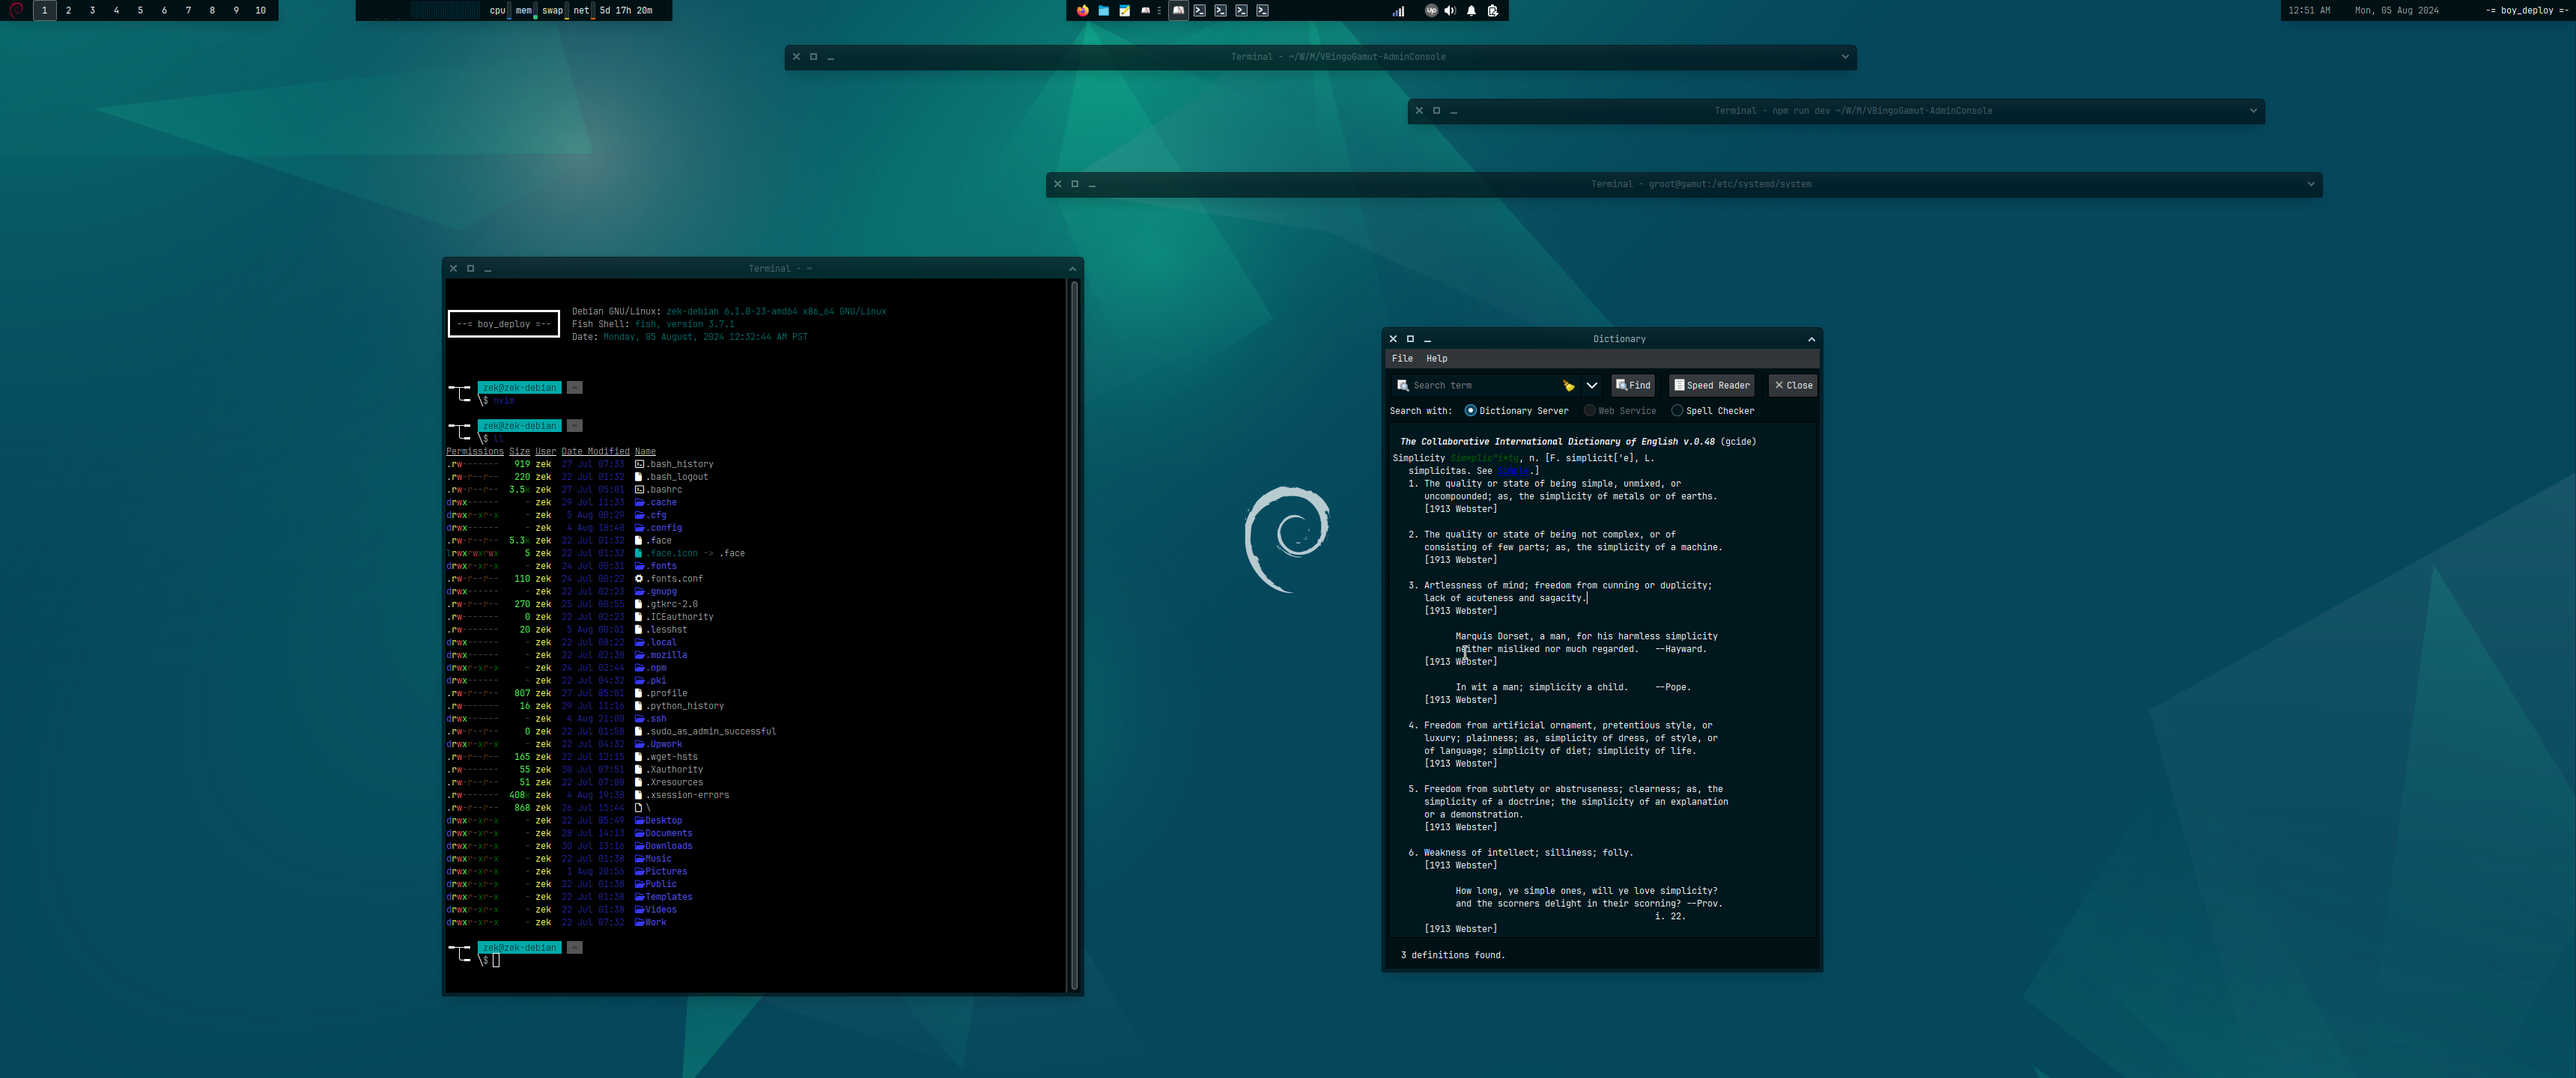 1 2 3 4 5 6 7 8 9 10
cpu mem swap net 5d 17h 20m
Up
12:51 AM Mon, 05 Aug 2024 -= boy_deploy =-
Terminal - ~/W/M/VBingoGamut-AdminConsole
Terminal - npm run dev ~/W/M/VBingoGamut-AdminConsole
Terminal - groot@gamut:/etc/systemd/system
Terminal - ~
--= boy_deploy =--
Debian GNU/Linux: zek-debian 6.1.0-23-amd64 x86_64 GNU/Linux
Fish Shell: fish, version 3.7.1
Date: Monday, 05 August, 2024 12:32:44 AM PST
zek@zek-debian ~
\$ nvim
zek@zek-debian ~
\$ ll
Permissions Size User Date Modified Name
.rw------- 919 zek 27 Jul 07:33 .bash_history
.rw-r--r-- 220 zek 22 Jul 01:32 .bash_logout
.rw-r--r-- 3.5k zek 27 Jul 05:01 .bashrc
drwx------ - zek 29 Jul 11:33 .cache
drwxr-xr-x - zek 5 Aug 00:29 .cfg
drwx------ - zek 4 Aug 18:40 .config
.rw-r--r-- 5.3k zek 22 Jul 01:32 .face
lrwxrwxrwx 5 zek 22 Jul 01:32 .face.icon -> .face
drwxr-xr-x - zek 24 Jul 00:31 .fonts
.rw-r--r-- 110 zek 24 Jul 00:22 .fonts.conf
drwx------ - zek 22 Jul 02:23 .gnupg
.rw-r--r-- 270 zek 25 Jul 00:55 .gtkrc-2.0
.rw------- 0 zek 22 Jul 02:23 .ICEauthority
.rw------- 20 zek 5 Aug 00:01 .lesshst
drwx------ - zek 22 Jul 08:22 .local
drwx------ - zek 22 Jul 02:30 .mozilla
drwxr-xr-x - zek 24 Jul 02:44 .npm
drwx------ - zek 22 Jul 04:32 .pki
.rw-r--r-- 807 zek 27 Jul 05:01 .profile
.rw------- 16 zek 29 Jul 11:16 .python_history
drwx------ - zek 4 Aug 21:00 .ssh
.rw-r--r-- 0 zek 22 Jul 01:58 .sudo_as_admin_successful
drwxr-xr-x - zek 22 Jul 04:32 .Upwork
.rw-r--r-- 165 zek 22 Jul 12:15 .wget-hsts
.rw------- 55 zek 30 Jul 07:51 .Xauthority
.rw-r--r-- 51 zek 22 Jul 07:08 .Xresources
.rw------- 408k zek 4 Aug 19:38 .xsession-errors
.rw-r--r-- 868 zek 26 Jul 15:44 \
drwxr-xr-x - zek 22 Jul 05:49 Desktop
drwxr-xr-x - zek 28 Jul 14:13 Documents
drwxr-xr-x - zek 30 Jul 13:16 Downloads
drwxr-xr-x - zek 22 Jul 01:38 Music
drwxr-xr-x - zek 1 Aug 20:56 Pictures
drwxr-xr-x - zek 22 Jul 01:38 Public
drwxr-xr-x - zek 22 Jul 01:38 Templates
drwxr-xr-x - zek 22 Jul 01:38 Videos
drwxr-xr-x - zek 22 Jul 07:32 Work
zek@zek-debian ~
\$
Dictionary
File Help
Search term Find Speed Reader Close
Search with: Dictionary Server Web Service Spell Checker
The Collaborative International Dictionary of English v.0.48 (gcide)
Simplicity Sim*plic"i*ty, n. [F. simplicit['e], L.
simplicitas. See Simple.]
1. The quality or state of being simple, unmixed, or
uncompounded; as, the simplicity of metals or of earths.
[1913 Webster]
2. The quality or state of being not complex, or of
consisting of few parts; as, the simplicity of a machine.
[1913 Webster]
3. Artlessness of mind; freedom from cunning or duplicity;
lack of acuteness and sagacity.
[1913 Webster]
Marquis Dorset, a man, for his harmless simplicity
neither misliked nor much regarded. --Hayward.
[1913 Webster]
In wit a man; simplicity a child. --Pope.
[1913 Webster]
4. Freedom from artificial ornament, pretentious style, or
luxury; plainness; as, simplicity of dress, of style, or
of language; simplicity of diet; simplicity of life.
[1913 Webster]
5. Freedom from subtlety or abstruseness; clearness; as, the
simplicity of a doctrine; the simplicity of an explanation
or a demonstration.
[1913 Webster]
6. Weakness of intellect; silliness; folly.
[1913 Webster]
How long, ye simple ones, will ye love simplicity?
and the scorners delight in their scorning? --Prov.
i. 22.
[1913 Webster]
3 definitions found.